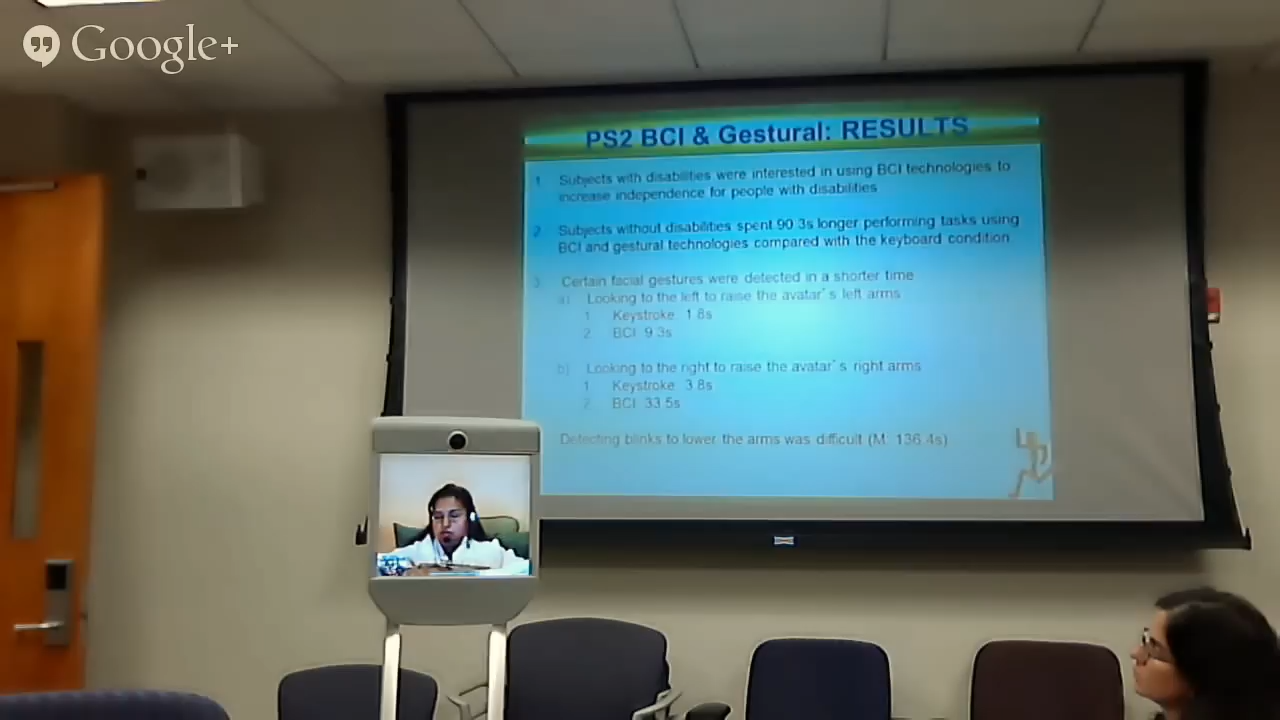 Google+
PS2 BCI & Gestural: RESULTS
1 Subjects with disabilities were interested in using BCI technologies to
increase independence for people with disabilities
2 Subjects without disabilities spent 90 3s longer performing tasks using
BCI and gestural technologies compared with the keyboard condition
3 Certain facial gestures were detected in a shorter time
a) Looking to the left to raise the avatar's left arms
1 Keystroke 1 8s
2 BCI 9 3s
b) Looking to the right to raise the avatar's right arms
1 Keystroke 3.8s
2 BCI 33 5s
Detecting blinks to lower the arms was difficult (M: 136.4s)